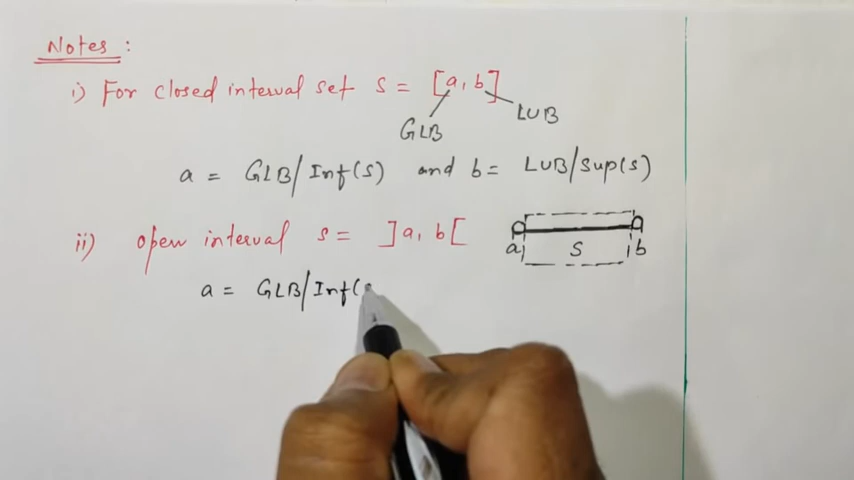 Notes :
i) For closed interval set S = [a, b]
GLB
LUB
a = GLB/Inf(S) and b = LUB/Sup(S)
ii) open interval S = ]a, b[
a S b
a = GLB/Inf(